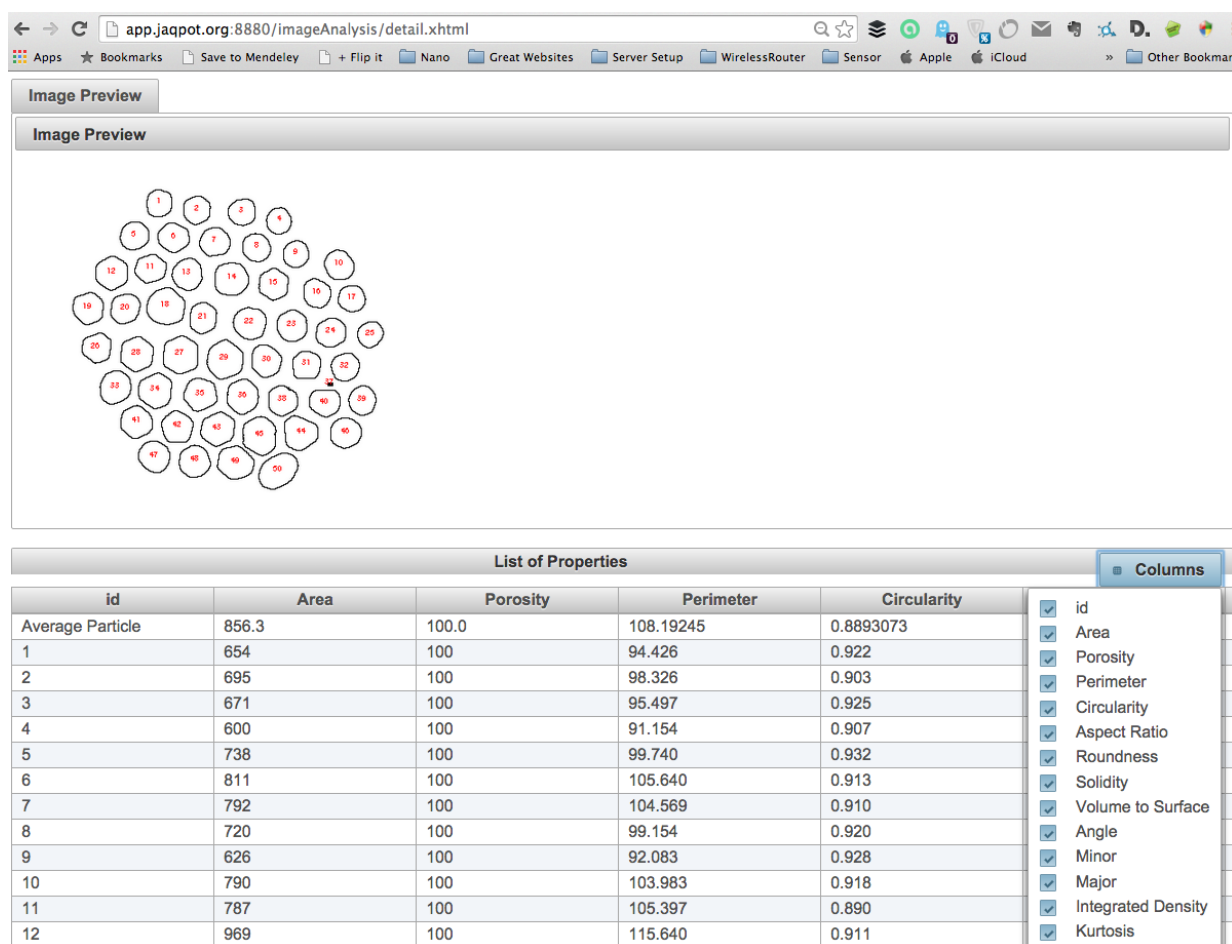 app.jaqpot.org:8880/imageAnalysis/detail.xhtml
Apps Bookmarks Save to Mendeley + Flip it Nano Great Websites Server Setup WirelessRouter Sensor Apple iCloud » Other Bookmar
Image Preview
Image Preview
1
2
3
4
5
6
7
8
9
10
11
12
13
14
15
16
17
18
19
20
21
22
23
24
25
26
27
28
29
30
31
32
33
34
35
36
37
38
39
40
41
42
43
44
45
46
47
48
49
50
List of Properties
Columns
id Area Porosity Perimeter Circularity
Average Particle 856.3 100.0 108.19245 0.8893073
1 654 100 94.426 0.922
2 695 100 98.326 0.903
3 671 100 95.497 0.925
4 600 100 91.154 0.907
5 738 100 99.740 0.932
6 811 100 105.640 0.913
7 792 100 104.569 0.910
8 720 100 99.154 0.920
9 626 100 92.083 0.928
10 790 100 103.983 0.918
11 787 100 105.397 0.890
12 969 100 115.640 0.911
id
Area
Porosity
Perimeter
Circularity
Aspect Ratio
Roundness
Solidity
Volume to Surface
Angle
Minor
Major
Integrated Density
Kurtosis